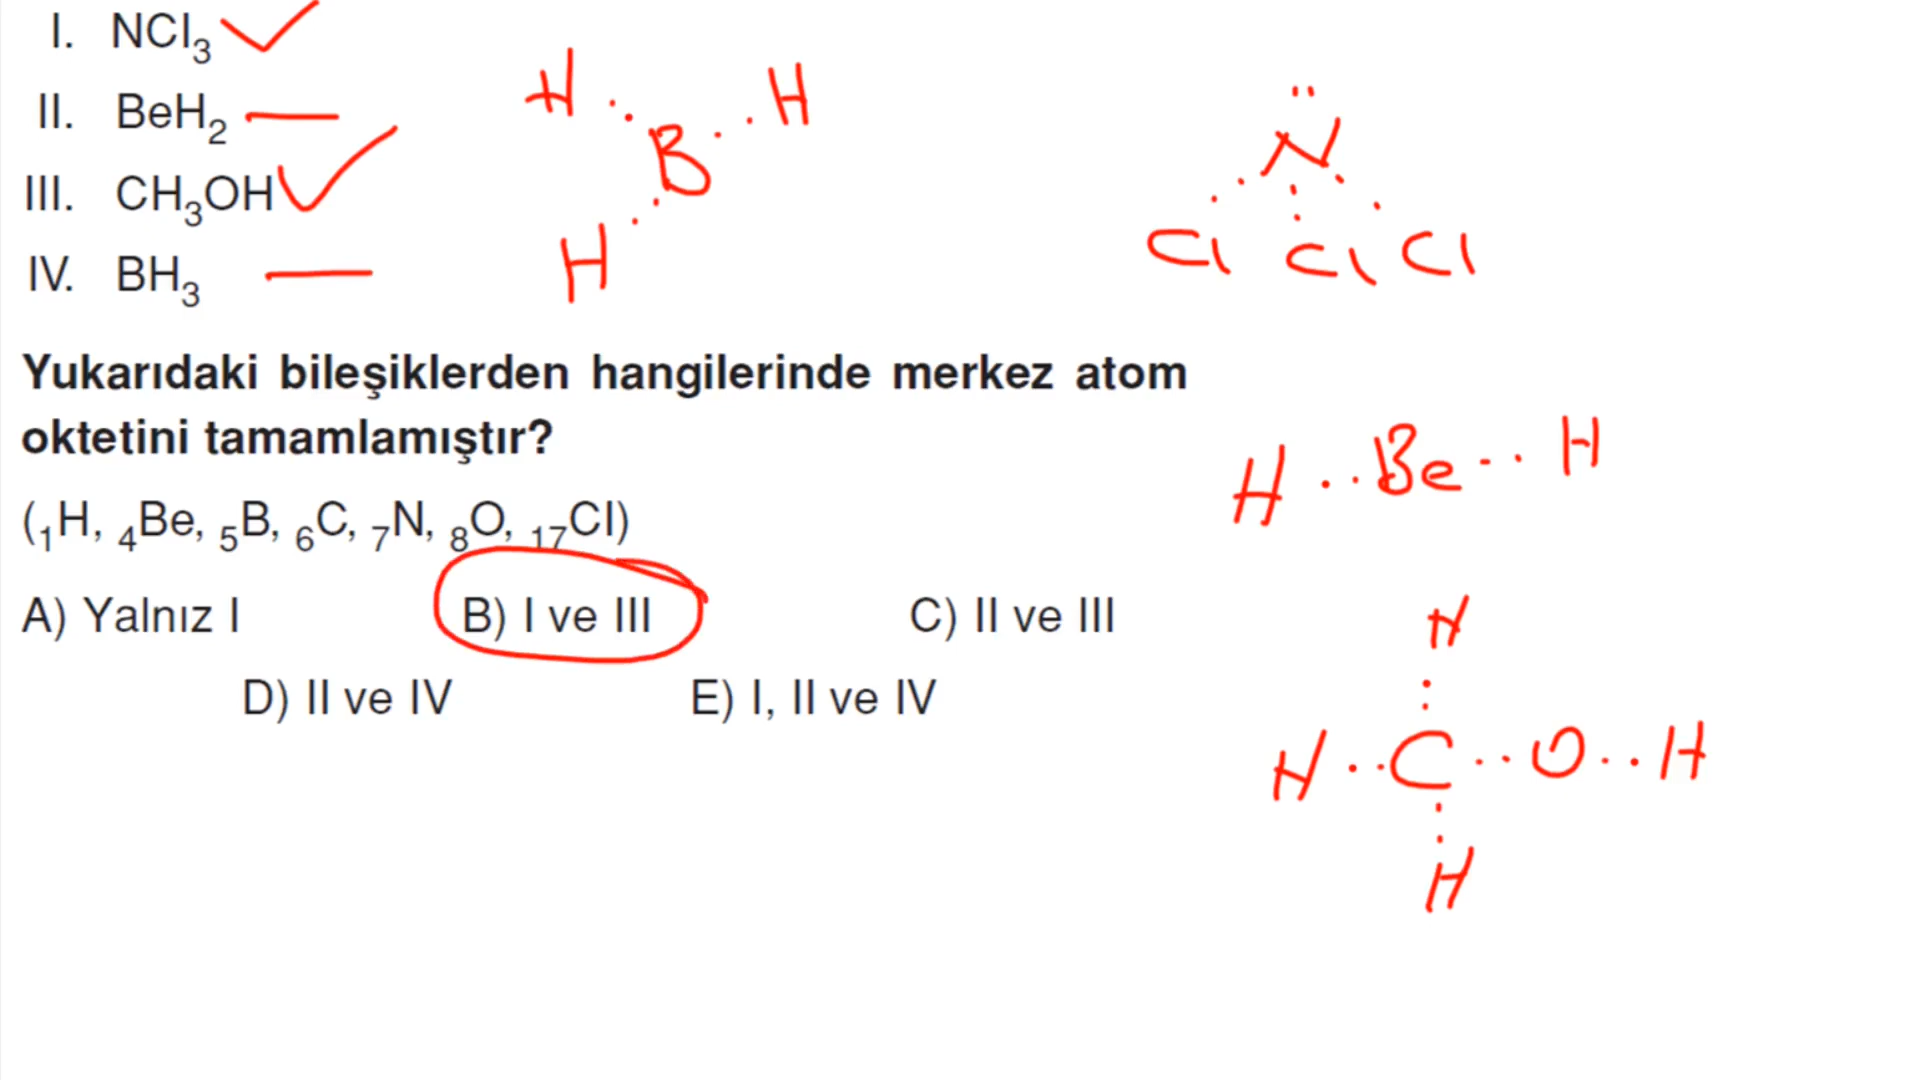 I. NCl3
II. BeH2
III. CH3OH
IV. BH3
H B H
H
N
Cl Cl Cl
Yukarıdaki bileşiklerden hangilerinde merkez atom
oktetini tamamlamıştır?
(1H, 4Be, 5B, 6C, 7N, 8O, 17Cl)
H Be H
A) Yalnız I B) I ve III C) II ve III
D) II ve IV E) I, II ve IV
H
H C O H
H